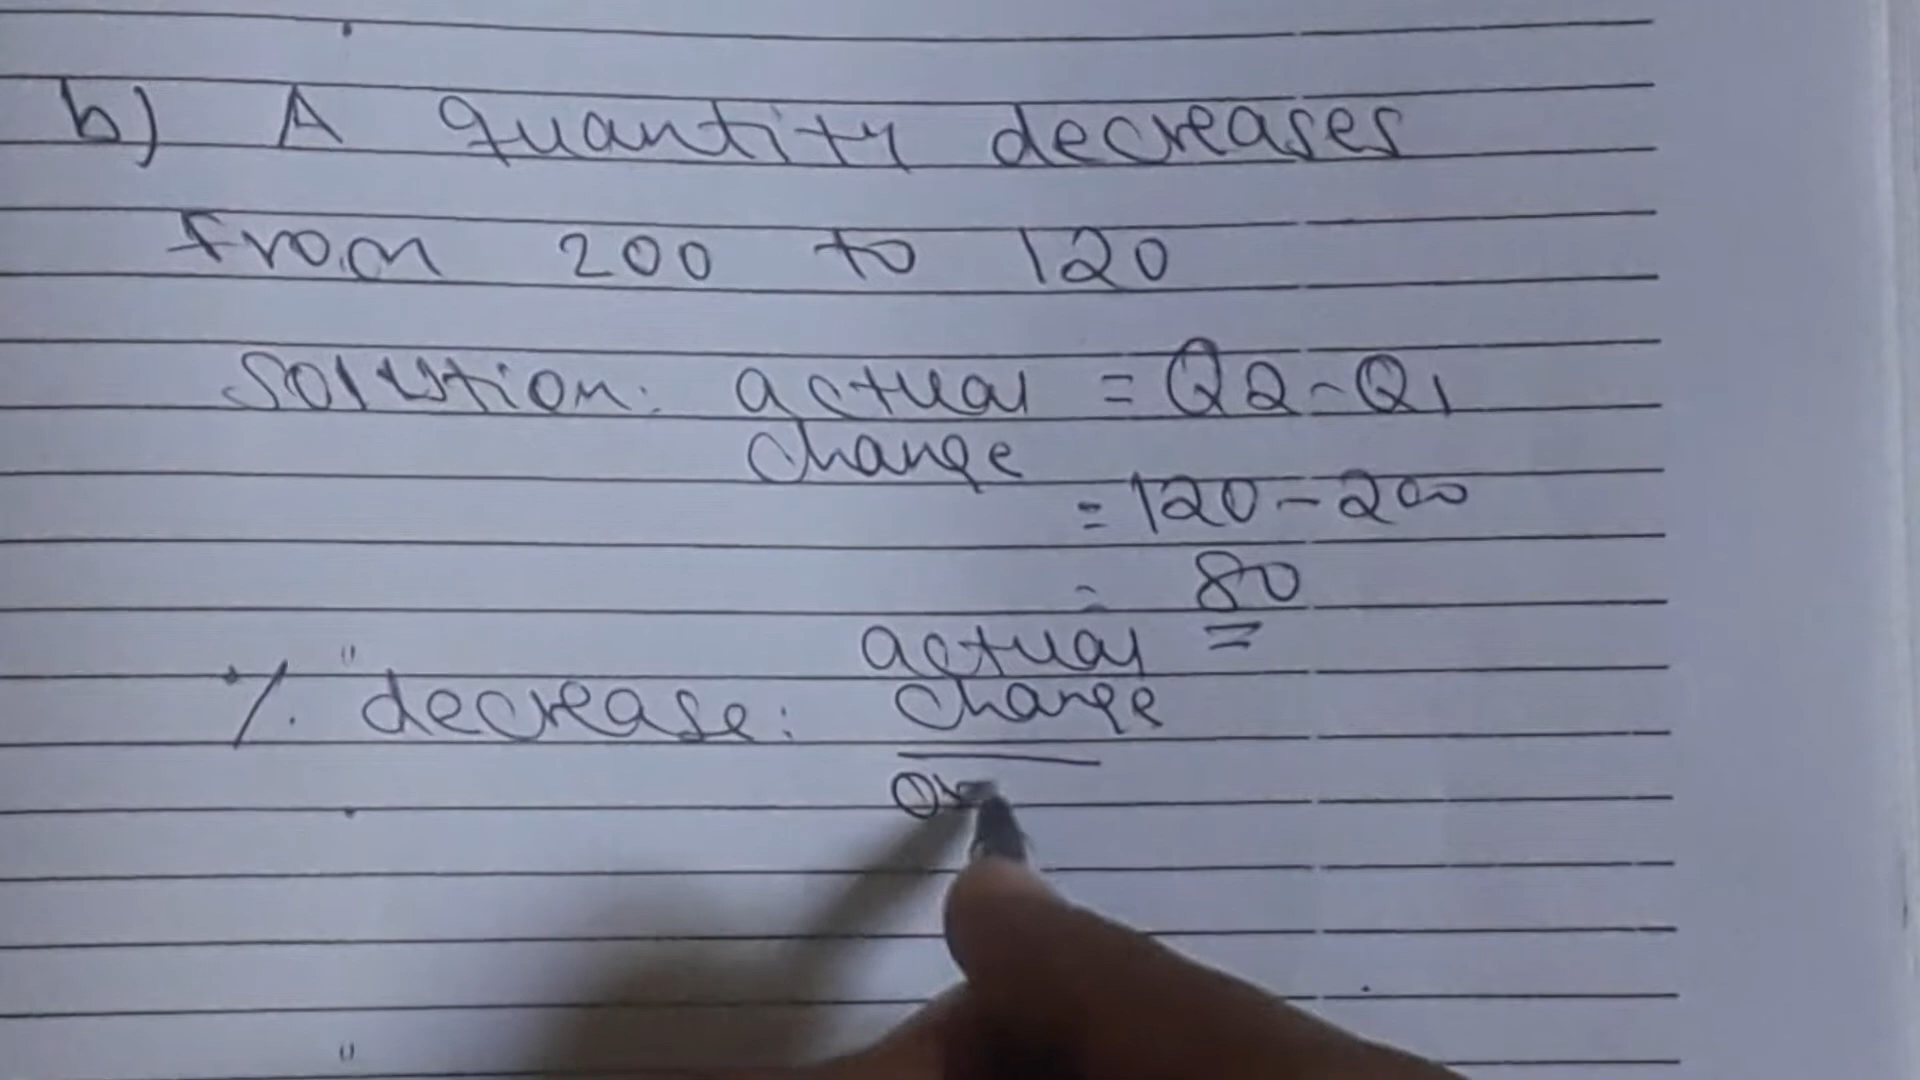 b) A quantity decreases
from 200 to 120
Solution: actual = Q2 - Q1
change
= 120 - 200
= 80
actual =
% decrease: change